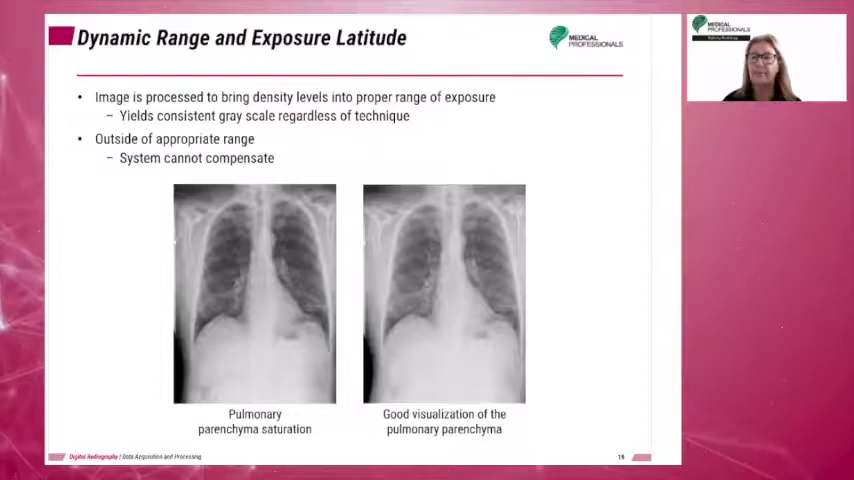 Dynamic Range and Exposure Latitude
MEDICAL
PROFESSIONALS
• Image is processed to bring density levels into proper range of exposure
– Yields consistent gray scale regardless of technique
• Outside of appropriate range
– System cannot compensate
Pulmonary
parenchyma saturation
Good visualization of the
pulmonary parenchyma
Digital Radiography | Data Acquisition and Processing
MEDICAL
PROFESSIONALS